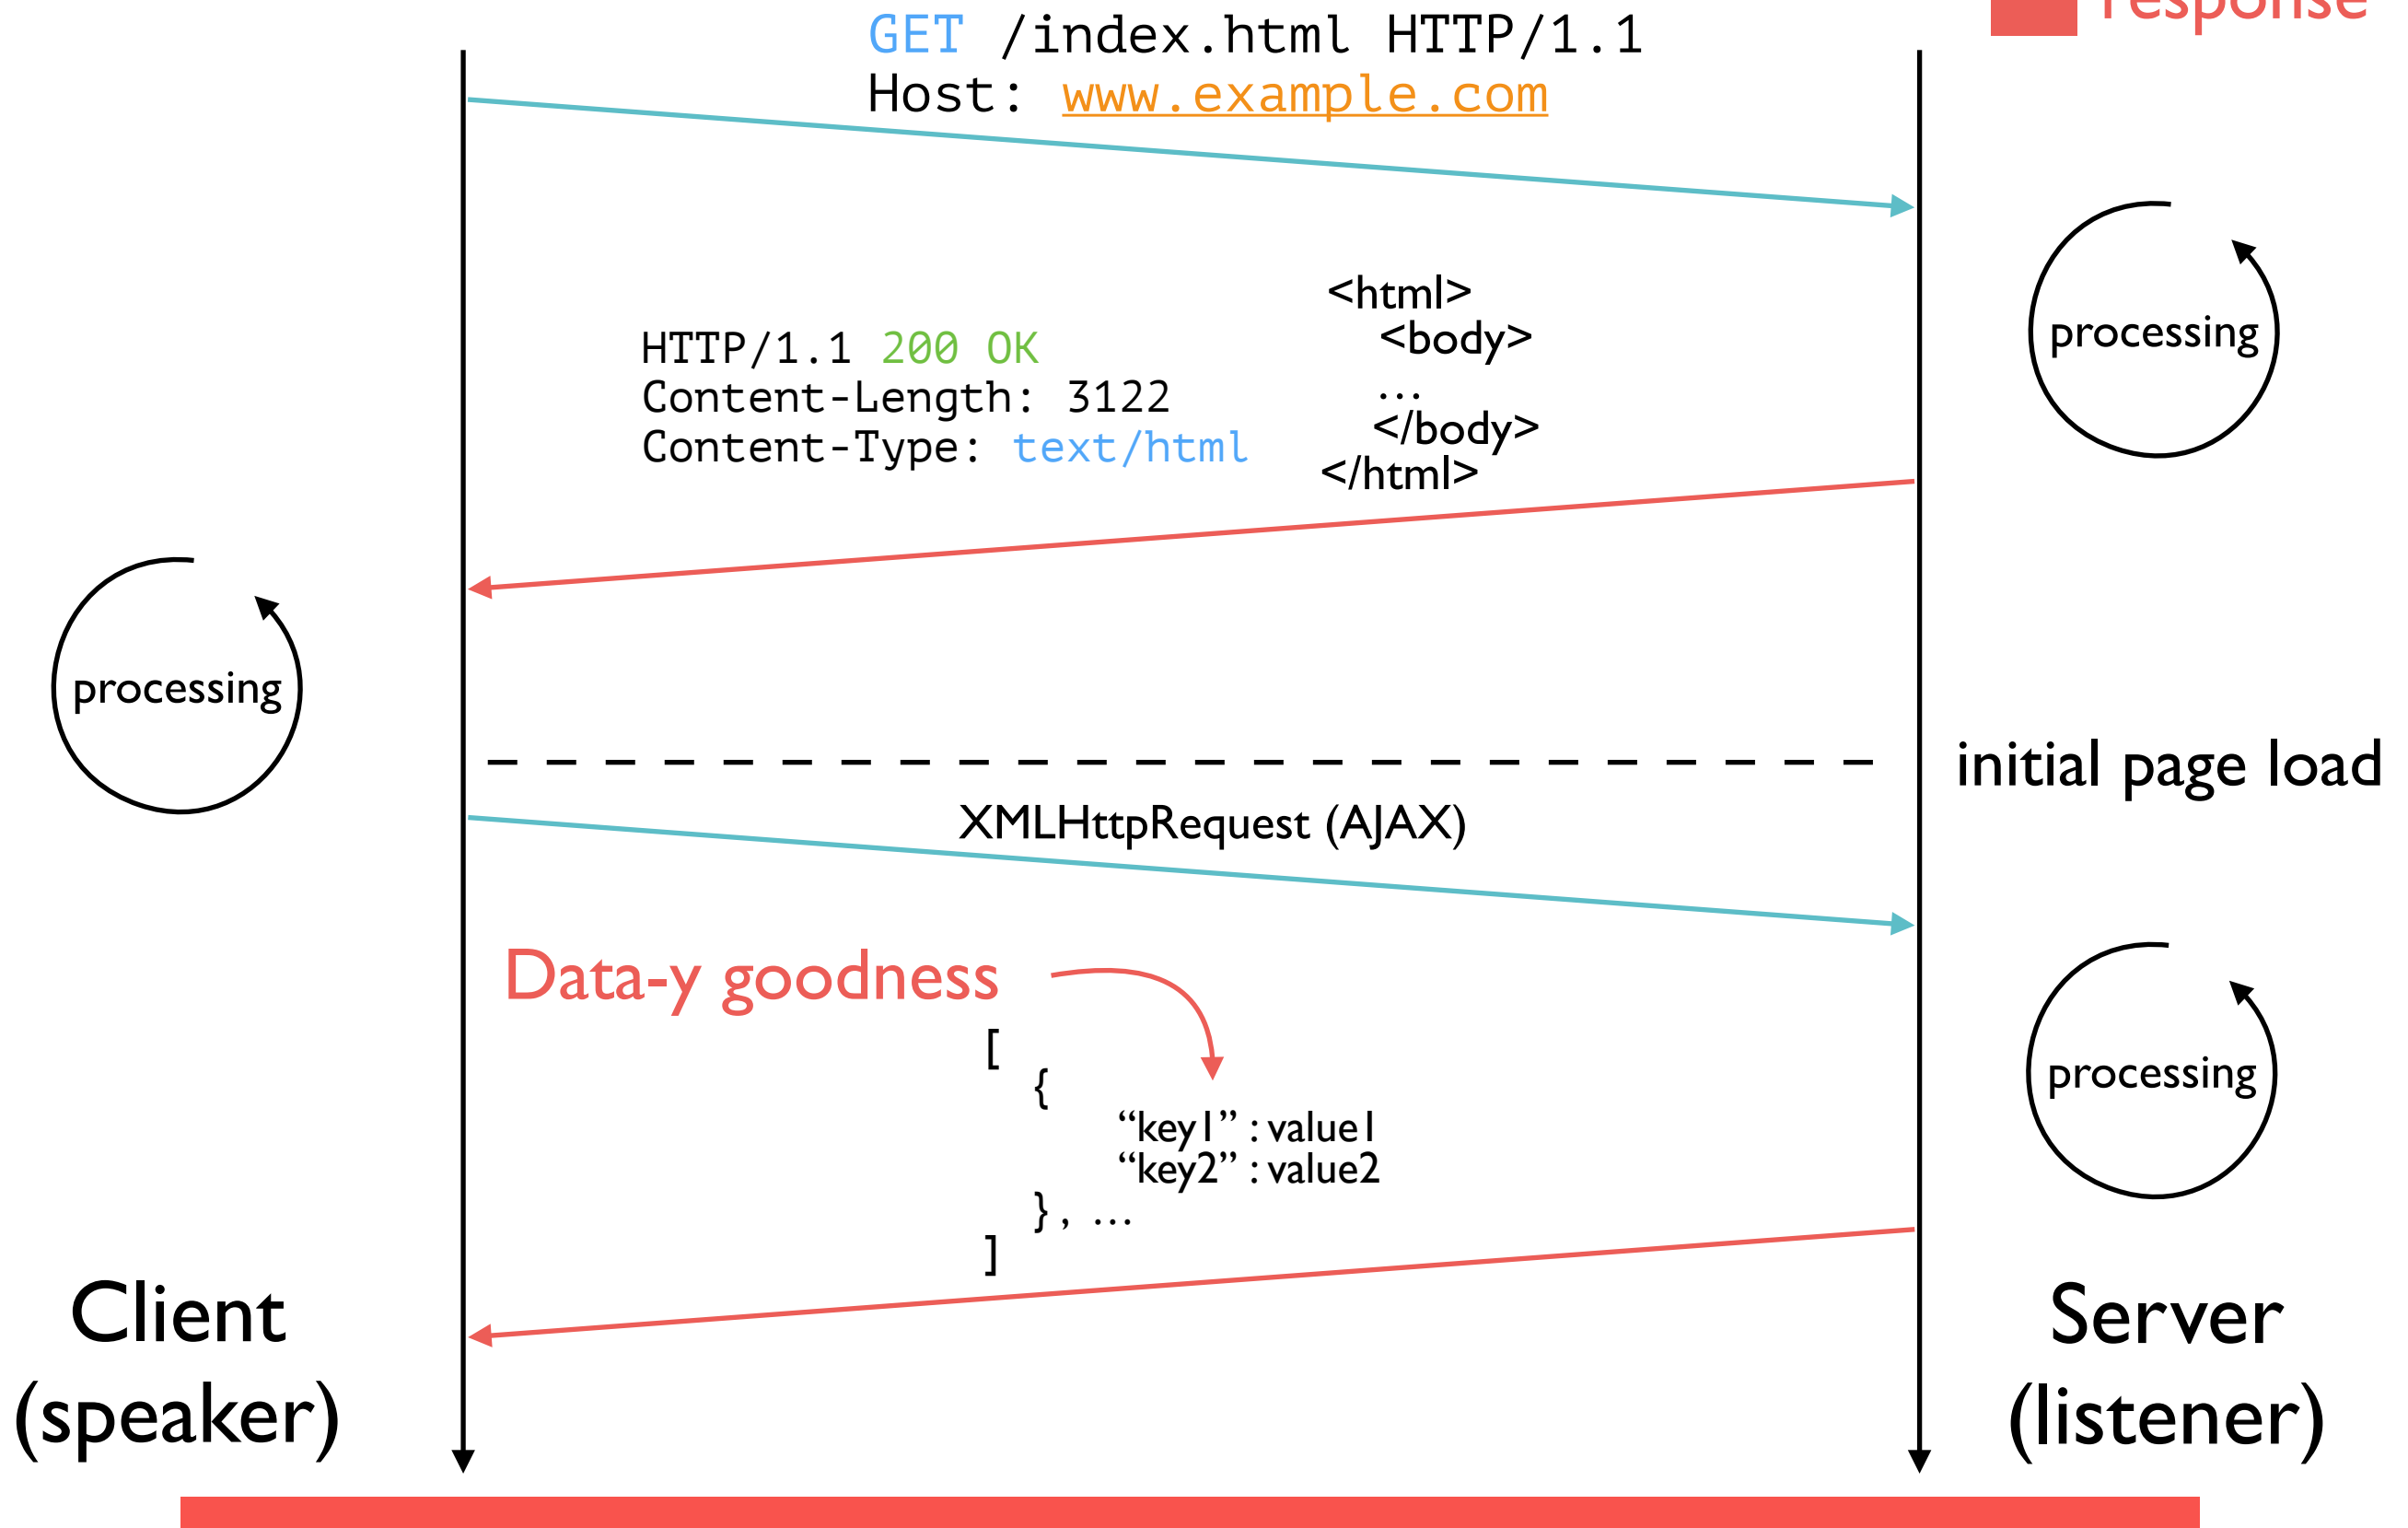 response
GET /index.html HTTP/1.1
Host: www.example.com
<html>
<body>
...
</body>
</html>
HTTP/1.1 200 OK
Content-Length: 3122
Content-Type: text/html
processing
processing
initial page load
XMLHttpRequest (AJAX)
Data-y goodness
[
{
“key1” : value1
“key2” : value2
}, ...
]
processing
Client
(speaker)
Server
(listener)